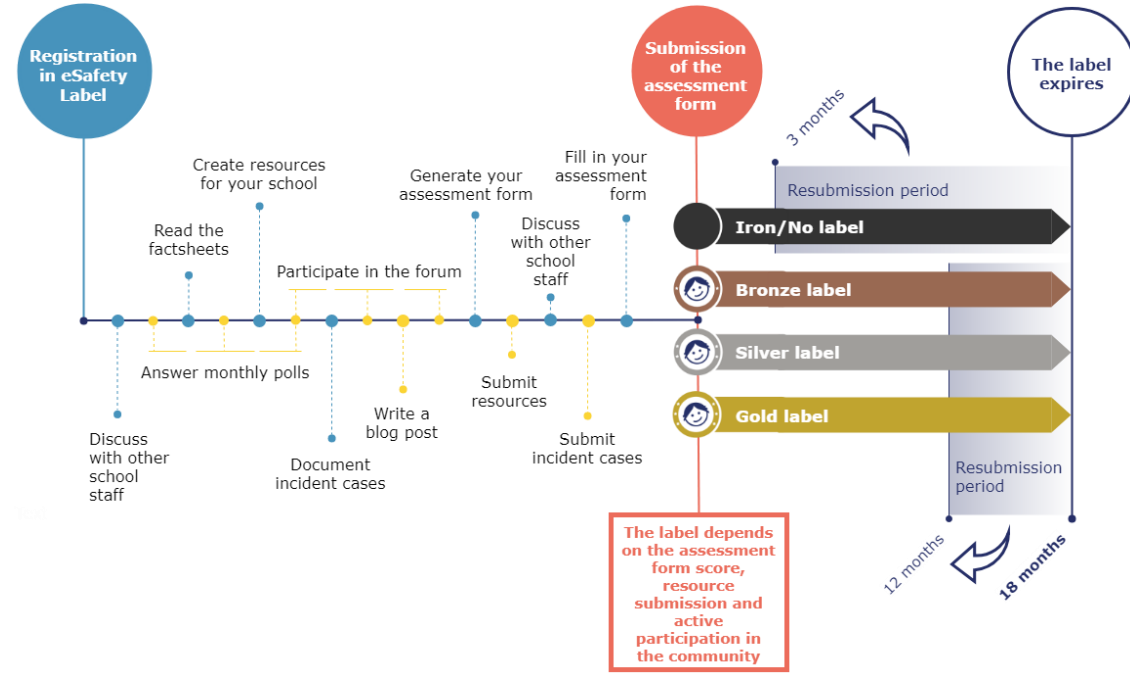 Registration
in eSafety
Label
Submission
of the
assessment
form
The label
expires
3 months
Create resources
for your school
Generate your
assessment form
Fill in your
assessment
form
Read the
factsheets
Discuss
with other
school
staff
Participate in the forum
Resubmission period
Iron/No label
Bronze label
Silver label
Gold label
Answer monthly polls
Submit
resources
Write a
blog post
Discuss
with other
school
staff
Document
incident cases
Submit
incident cases
Resubmission
period
12 months
18 months
The label depends
on the assessment
form score,
resource
submission and
active
participation in
the community